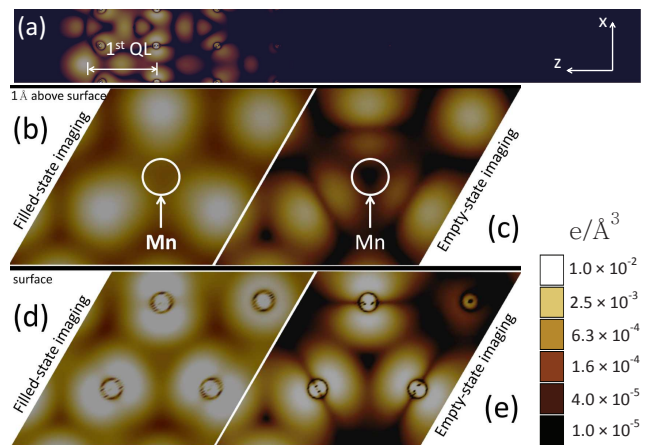 (a)
1st QL
x
z
1 Å above surface
(b)
Filled-state imaging
Mn
Mn
Empty-state imaging
(c)
surface
(d)
Filled-state imaging
Empty-state imaging
(e)
e/Å³
1.0 × 10⁻²
2.5 × 10⁻³
6.3 × 10⁻⁴
1.6 × 10⁻⁴
4.0 × 10⁻⁵
1.0 × 10⁻⁵